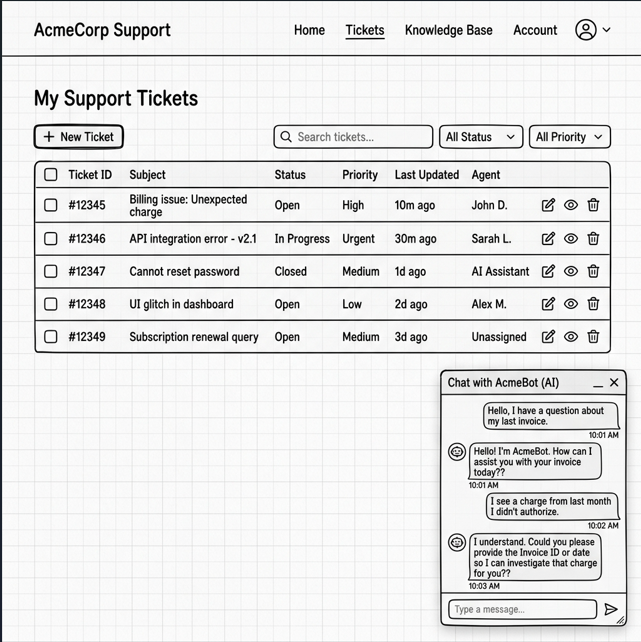 AcmeCorp Support
Home Tickets Knowledge Base Account
My Support Tickets
+ New Ticket
Search tickets...
All Status
All Priority
Ticket ID Subject Status Priority Last Updated Agent
#12345 Billing issue: Unexpected charge Open High 10m ago John D.
#12346 API integration error - v2.1 In Progress Urgent 30m ago Sarah L.
#12347 Cannot reset password Closed Medium 1d ago AI Assistant
#12348 UI glitch in dashboard Open Low 2d ago Alex M.
#12349 Subscription renewal query Open Medium 3d ago Unassigned
Chat with AcmeBot (AI)
Hello, I have a question about
my last invoice.
10:01 AM
Hello! I'm AcmeBot. How can I
assist you with your invoice
today??
10:01 AM
I see a charge from last month
I didn't authorize.
10:02 AM
I understand. Could you please
provide the Invoice ID or date
so I can investigate that charge
for you??
10:03 AM
Type a message...